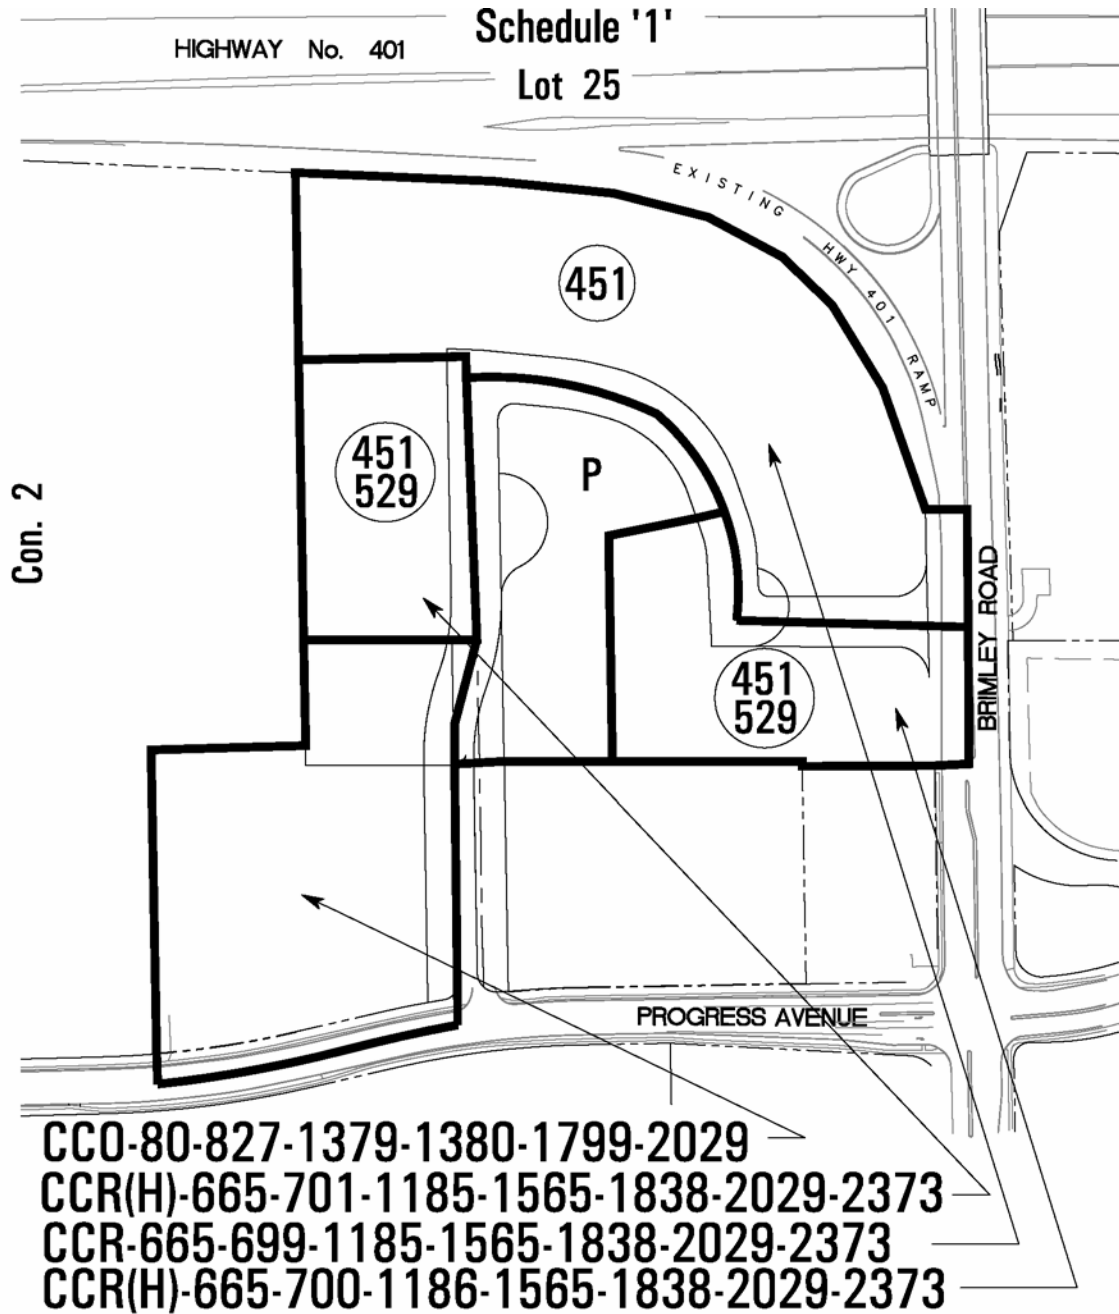 Schedule '1'
HIGHWAY No. 401
Lot 25
EXISTING
HWY 401 RAMP
451
451
529
P
Con. 2
BRIMLEY ROAD
451
529
PROGRESS AVENUE
CCO-80-827-1379-1380-1799-2029
CCR(H)-665-701-1185-1565-1838-2029-2373
CCR-665-699-1185-1565-1838-2029-2373
CCR(H)-665-700-1186-1565-1838-2029-2373